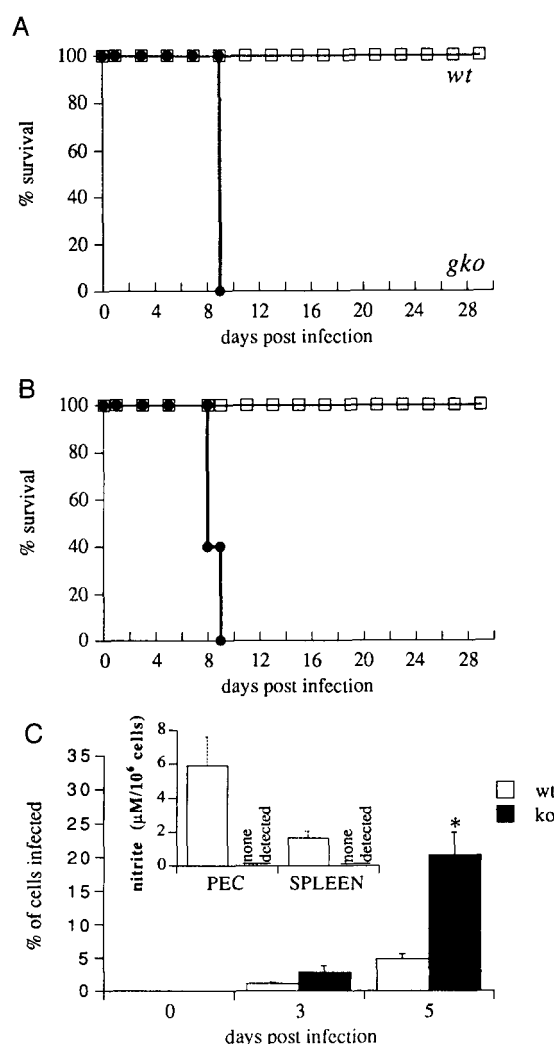 A
% survival
100
80
60
40
20
0
wt
gko
0 4 8 12 16 20 24 28
days post infection
B
% survival
100
80
60
40
20
0
0 4 8 12 16 20 24 28
days post infection
C
% of cells infected
35
30
25
20
15
10
5
0
nitrite (μM/10⁶ cells)
8
6
4
2
0
none detected
none detected
PEC SPLEEN
wt
ko
*
0 3 5
days post infection